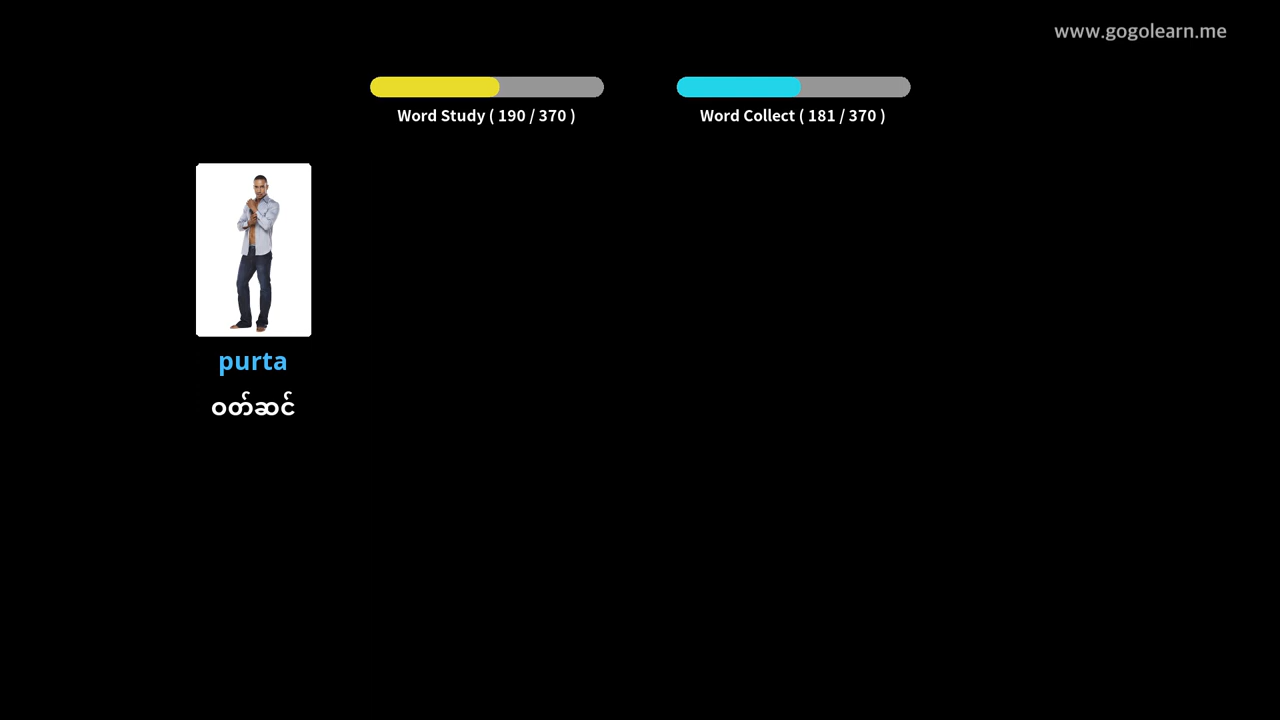 www.gogolearn.me
Word Study ( 190 / 370 )
Word Collect ( 181 / 370 )
purta
ဝတ်ဆင်